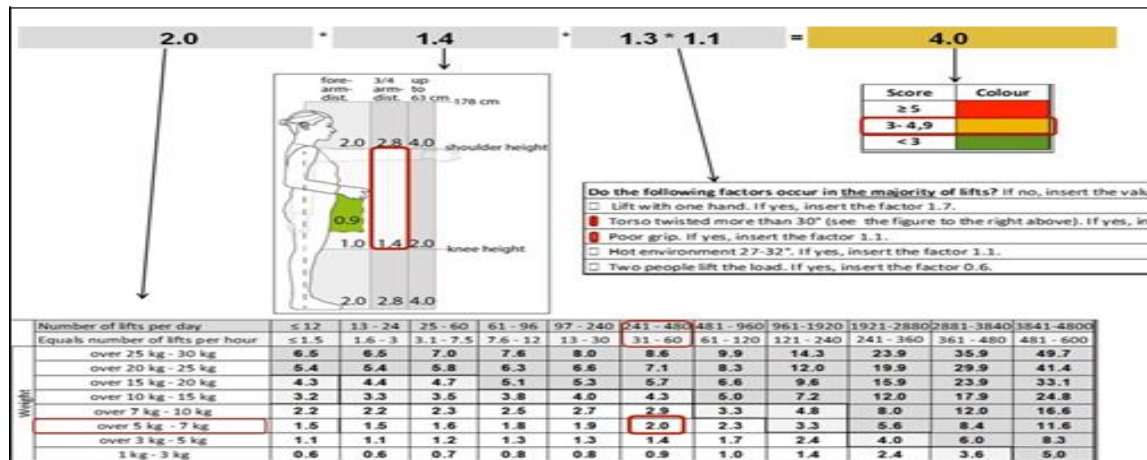 2.0 * 1.4 * 1.3 * 1.1 = 4.0
fore- 3/4 up
arm- arm- to
dist. dist. 63 cm 178 cm
2.0 2.8 4.0
shoulder height
0.9
1.0 1.4 2.0 knee height
2.0 2.8 4.0
Score Colour
≥ 5
3- 4,9
< 3
Do the following factors occur in the majority of lifts? If no, insert the valu
Lift with one hand. If yes, insert the factor 1.7.
Torso twisted more than 30° (see the figure to the right above). If yes, in
Poor grip. If yes, insert the factor 1.1.
Hot environment 27-32°. If yes, insert the factor 1.1.
Two people lift the load. If yes, insert the factor 0.6.
Number of lifts per day ≤ 12 13 - 24 25 - 60 61 - 96 97 - 240 241 - 480 481 - 960 961-1920 1921-2880 2881-3840 3841-4800
Equals number of lifts per hour ≤ 1.5 1.6 - 3 3.1 - 7.5 7.6 - 12 13 - 30 31 - 60 61 - 120 121 - 240 241 - 360 361 - 480 481 - 600
Weight
over 25 kg - 30 kg 6.5 6.5 7.0 7.6 8.0 8.6 9.9 14.3 23.9 35.9 49.7
over 20 kg - 25 kg 5.4 5.4 5.8 6.3 6.6 7.1 8.3 12.0 19.9 29.9 41.4
over 15 kg - 20 kg 4.3 4.4 4.7 5.1 5.3 5.7 6.6 9.6 15.9 23.9 33.1
over 10 kg - 15 kg 3.2 3.3 3.5 3.8 4.0 4.3 5.0 7.2 12.0 17.9 24.8
over 7 kg - 10 kg 2.2 2.2 2.3 2.5 2.7 2.9 3.3 4.8 8.0 12.0 16.6
over 5 kg - 7 kg 1.5 1.5 1.6 1.8 1.9 2.0 2.3 3.3 5.6 8.4 11.6
over 3 kg - 5 kg 1.1 1.1 1.2 1.3 1.3 1.4 1.7 2.4 4.0 6.0 8.3
1 kg - 3 kg 0.6 0.6 0.7 0.8 0.8 0.9 1.0 1.4 2.4 3.6 5.0